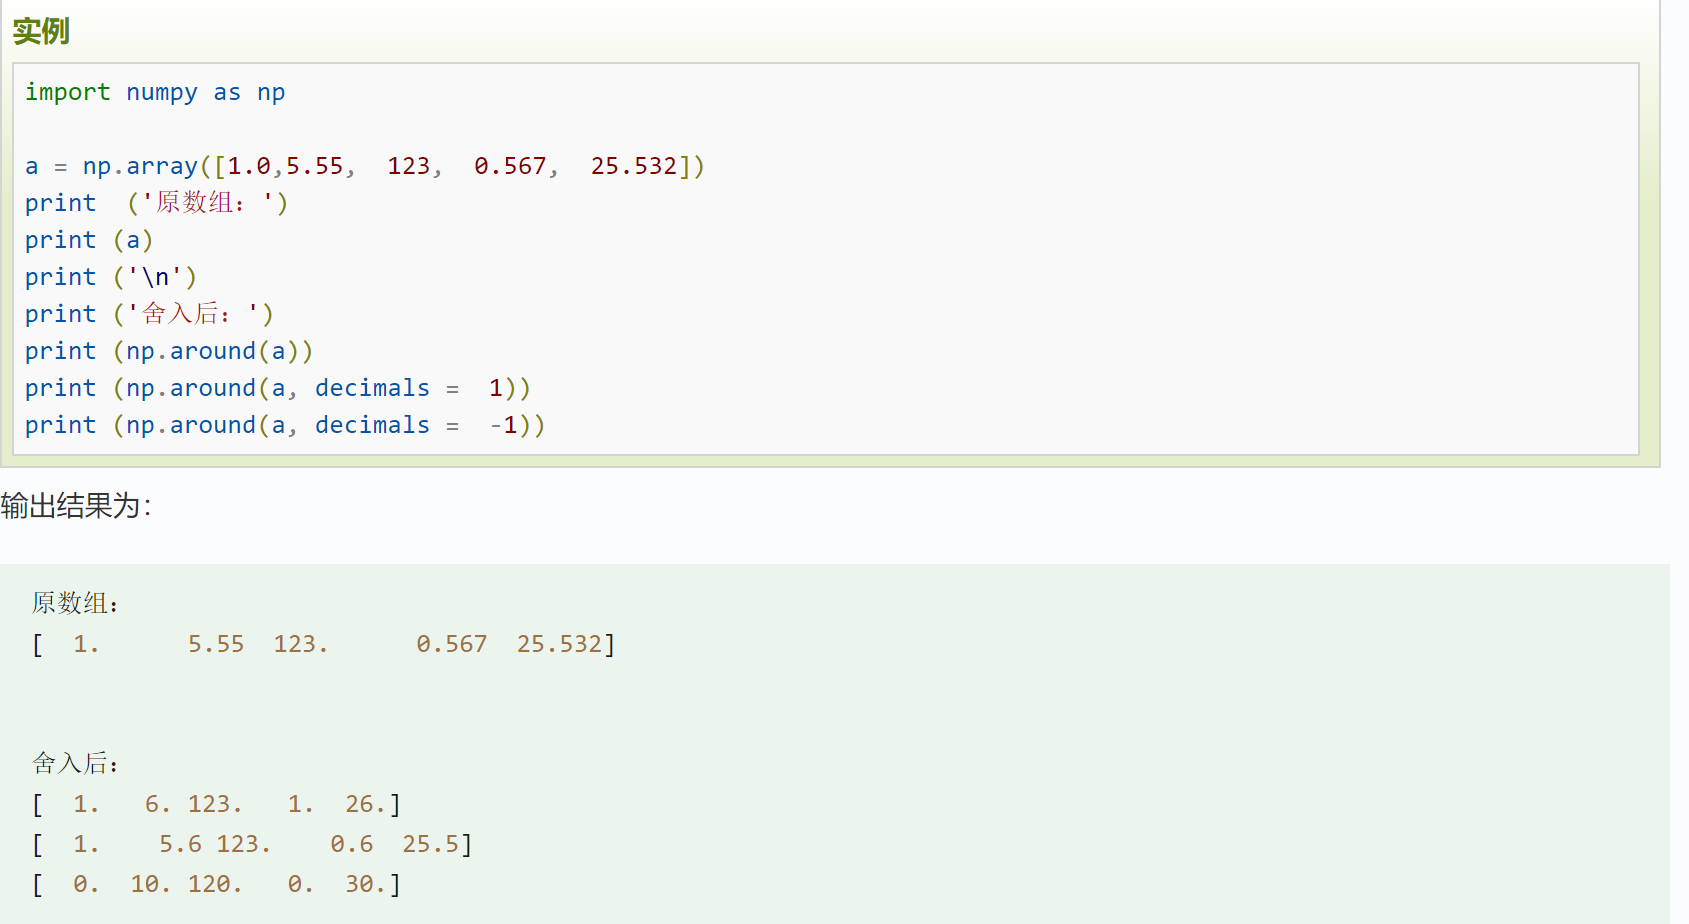 实例
import numpy as np
a = np.array([1.0,5.55,  123,  0.567,  25.532])
print  ('原数组：')
print (a)
print ('\n')
print ('舍入后：')
print (np.around(a))
print (np.around(a, decimals =  1))
print (np.around(a, decimals =  -1))
输出结果为：
原数组：
[  1.      5.55  123.      0.567  25.532]
舍入后：
[  1.   6. 123.   1.  26.]
[  1.    5.6 123.    0.6  25.5]
[  0.  10. 120.   0.  30.]